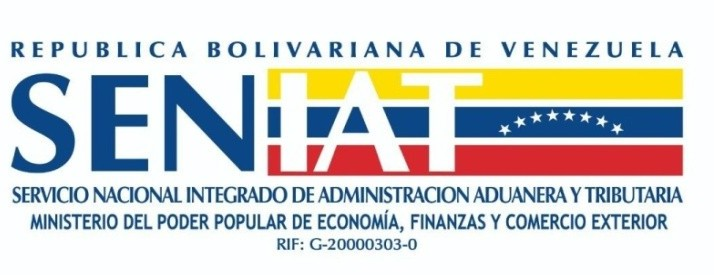 REPUBLICA BOLIVARIANA DE VENEZUELA
SENIAT
SERVICIO NACIONAL INTEGRADO DE ADMINISTRACION ADUANERA Y TRIBUTARIA
MINISTERIO DEL PODER POPULAR DE ECONOMÍA, FINANZAS Y COMERCIO EXTERIOR
RIF: G-20000303-0